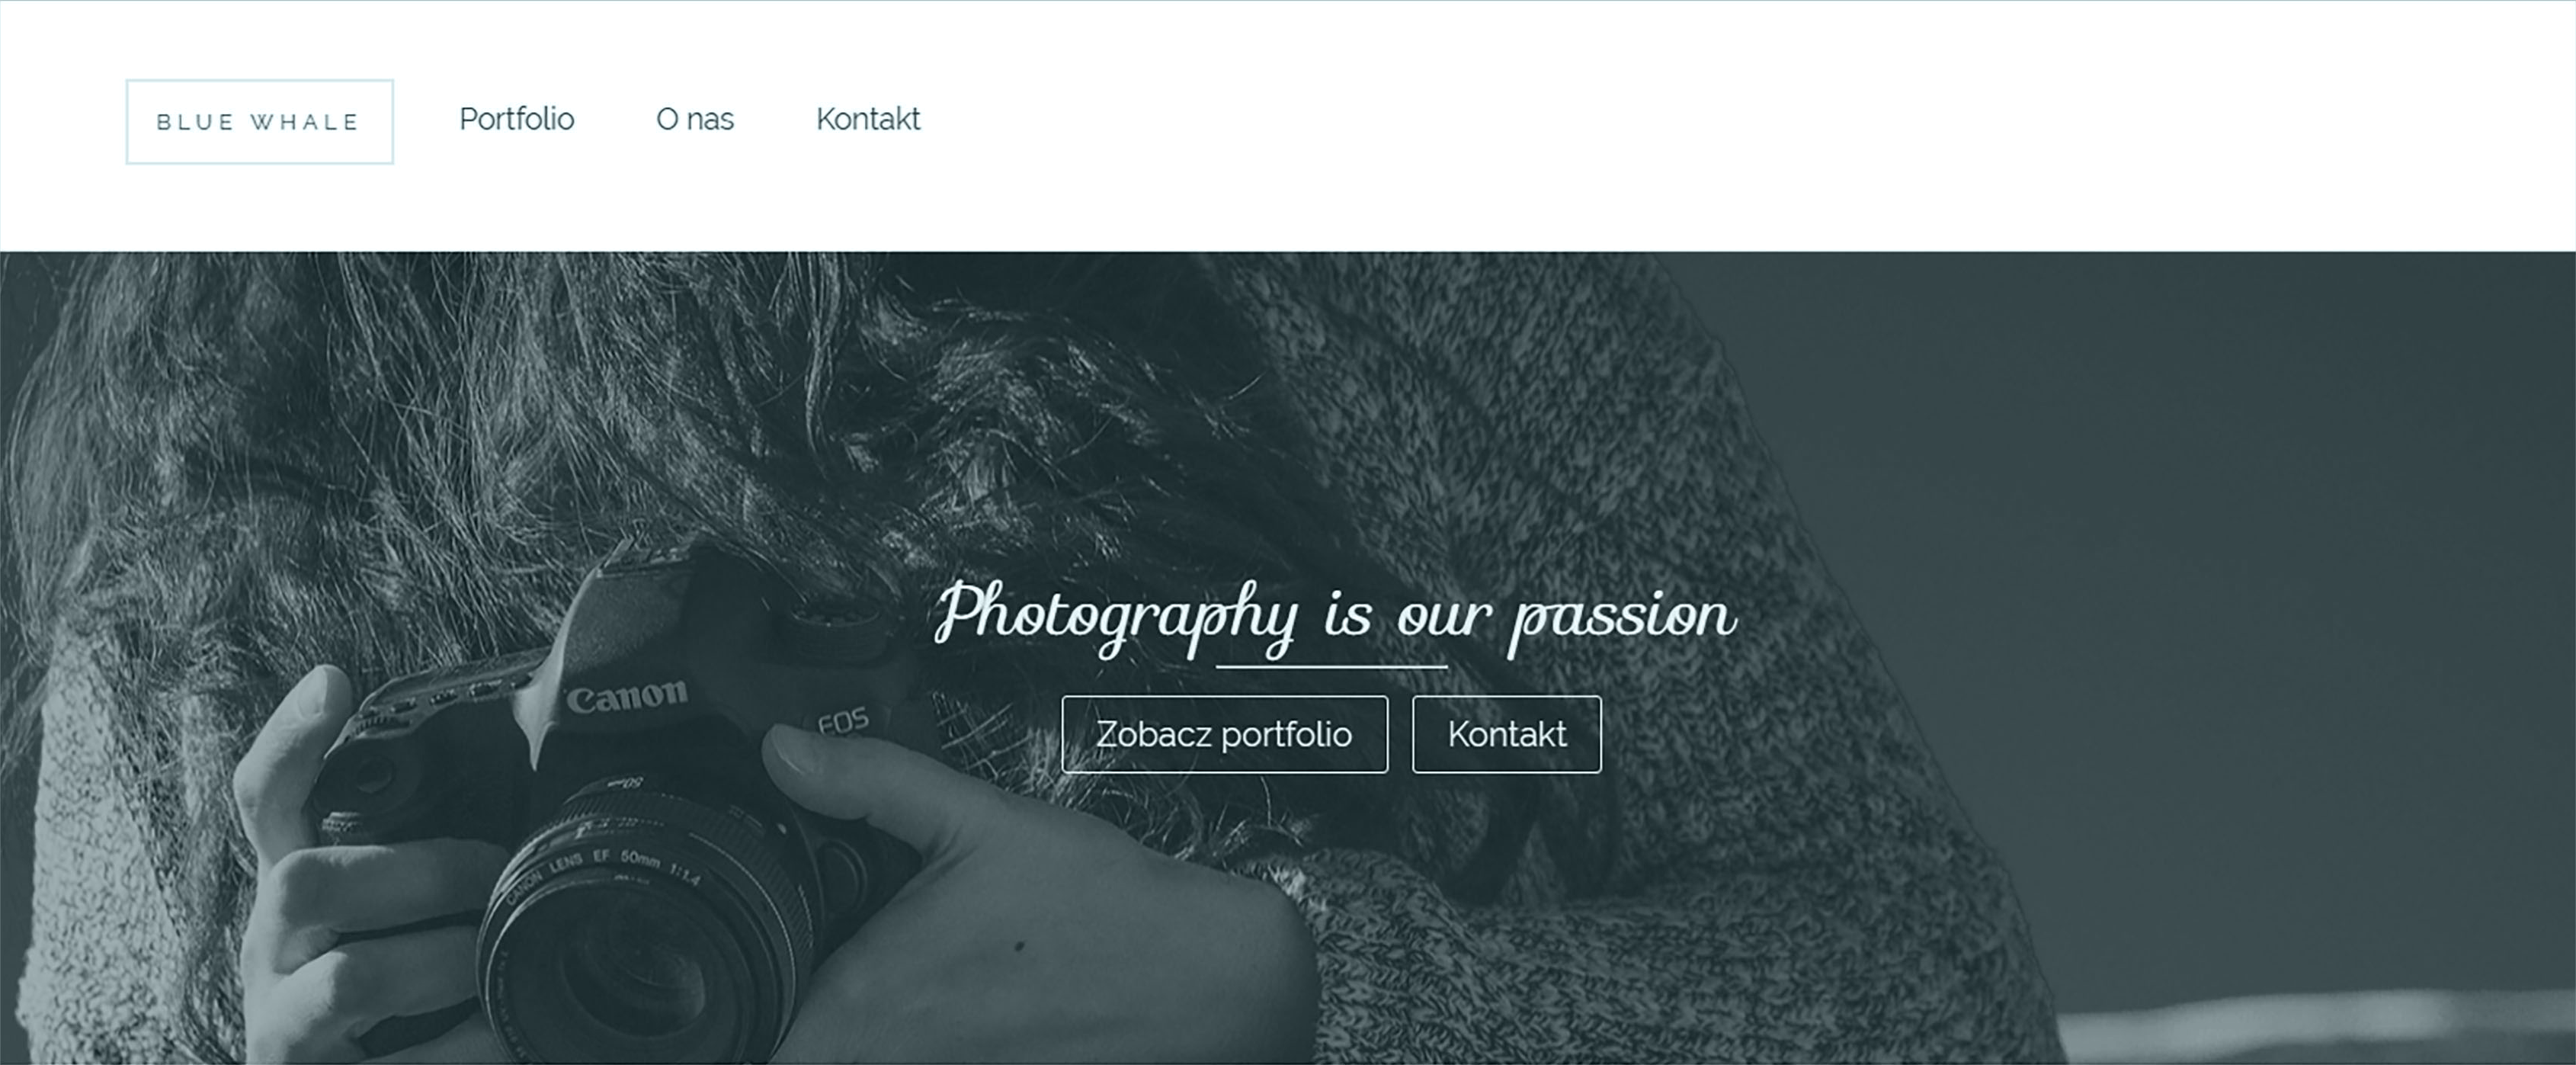 BLUE WHALE Portfolio O nas Kontakt
Photography is our passion
Canon
EOS
Zobacz portfolio Kontakt
CANON LENS EF 50mm 1:1.4